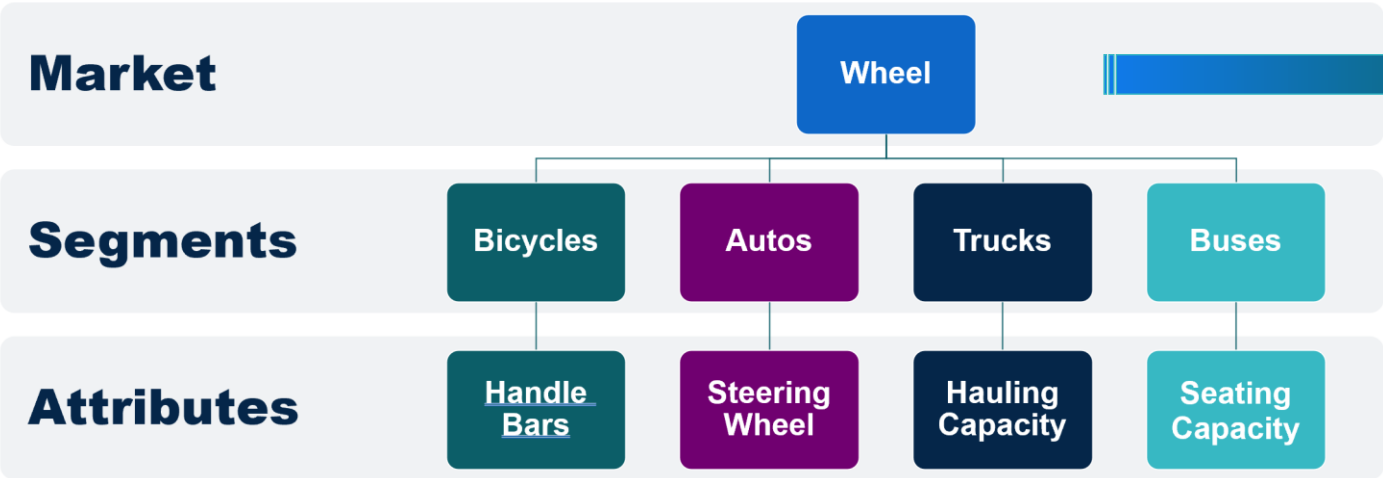 Market
Wheel
Segments
Bicycles
Autos
Trucks
Buses
Attributes
Handle
Bars
Steering
Wheel
Hauling
Capacity
Seating
Capacity